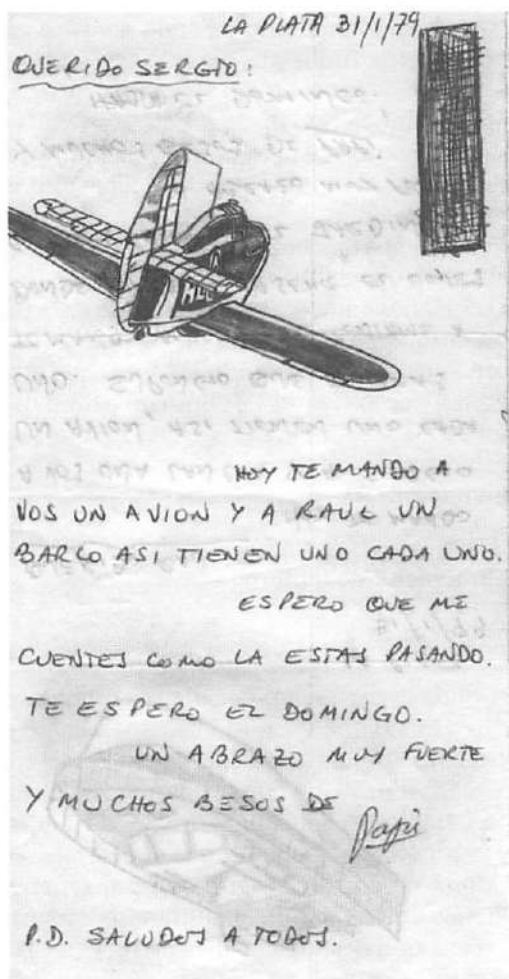 LA PLATA 31/1/79
QUERIDO SERGIO:
HOY TE MANDO A
VOS UN AVION Y A RAUL UN
BARCO ASI TIENEN UNO CADA UNO.
ESPERO QUE ME
CUENTES COMO LA ESTAS PASANDO.
TE ESPERO EL DOMINGO.
UN ABRAZO MUY FUERTE
Y MUCHOS BESOS DE
Papi
P.D. SALUDOS A TODOS.